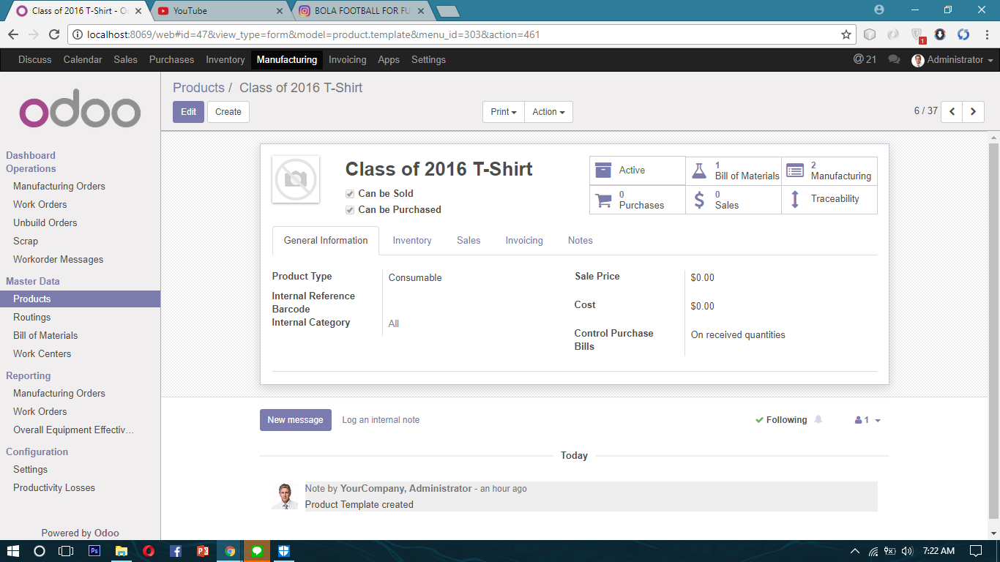 Class of 2016 T-Shirt - Oc
YouTube
BOLA FOOTBALL FOR FU
localhost:8069/web#id=47&view_type=form&model=product.template&menu_id=303&action=461
1
Discuss Calendar Sales Purchases Inventory Manufacturing Invoicing Apps Settings
@ 21 Administrator
odoo
Products / Class of 2016 T-Shirt
Edit Create
Print Action
6 / 37
Dashboard
Operations
Manufacturing Orders
Work Orders
Unbuild Orders
Scrap
Workorder Messages
Master Data
Products
Routings
Bill of Materials
Work Centers
Reporting
Manufacturing Orders
Work Orders
Overall Equipment Effectiv...
Configuration
Settings
Productivity Losses
Powered by Odoo
Class of 2016 T-Shirt
Can be Sold
Can be Purchased
Active
1
Bill of Materials
2
Manufacturing
0
Purchases
$
0
Sales
Traceability
General Information Inventory Sales Invoicing Notes
Product Type Consumable
Internal Reference
Barcode
Internal Category All
Sale Price $0.00
Cost $0.00
Control Purchase
Bills
On received quantities
New message Log an internal note
Following 1
Today
Note by YourCompany, Administrator - an hour ago
Product Template created
Ps
7:22 AM